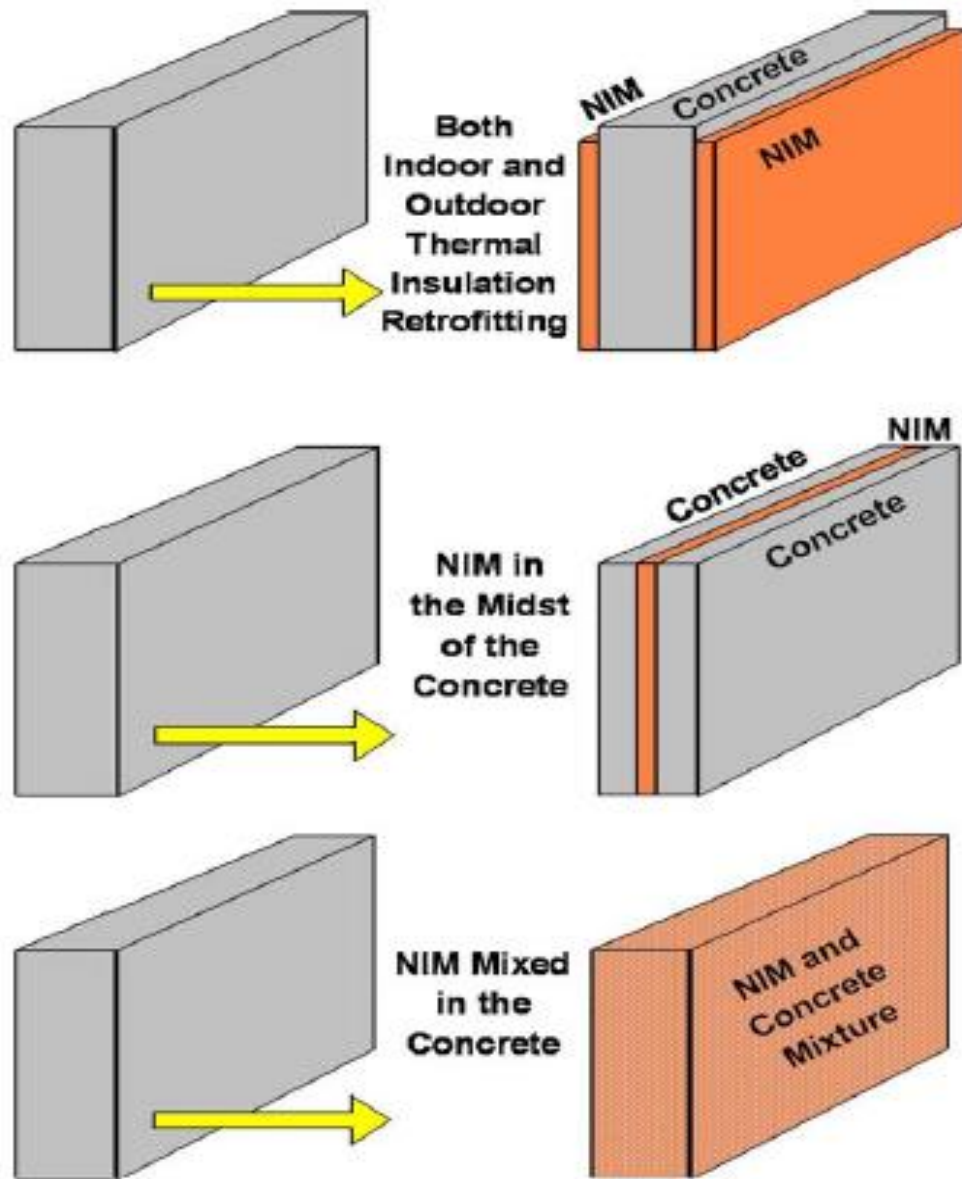 Both
Indoor and
Outdoor
Thermal
Insulation
Retrofitting
NIM
Concrete
NIM
NIM in
the Midst
of the
Concrete
Concrete
NIM
Concrete
NIM Mixed
in the
Concrete
NIM and
Concrete
Mixture